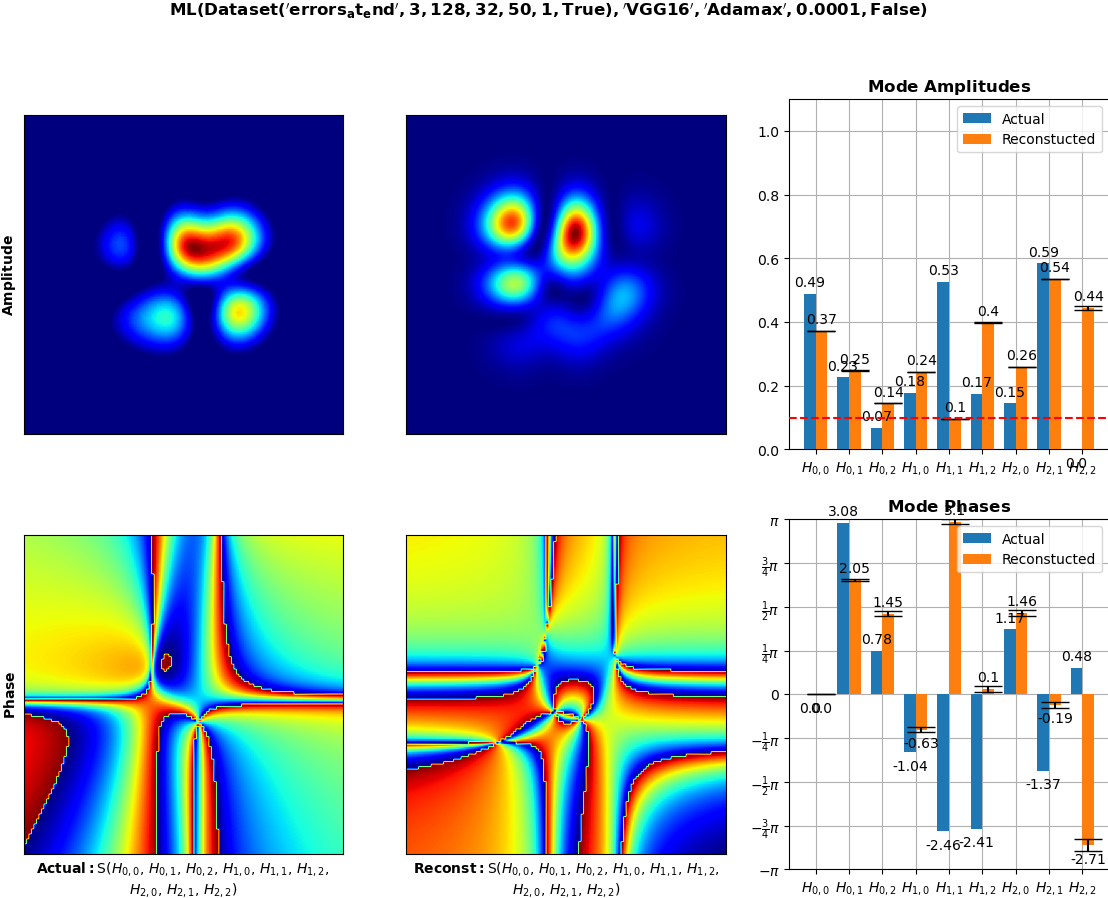 ML(Dataset('errors_at_end', 3, 128, 32, 50, 1, True), 'VGG16', 'Adamax', 0.0001, False)
Amplitude
Mode Amplitudes
Actual
Reconstucted
1.0
0.8
0.6
0.4
0.2
0.0
0.49
0.37
0.23
0.25
0.07
0.14
0.18
0.24
0.53
0.1
0.17
0.4
0.15
0.26
0.59
0.54
0.0
0.44
H0,0 H0,1 H0,2 H1,0 H1,1 H1,2 H2,0 H2,1 H2,2
Phase
Mode Phases
Actual
Reconstucted
π
3/4π
1/2π
1/4π
0
−1/4π
−1/2π
−3/4π
−π
0.0
0.0
3.08
2.05
0.78
1.45
-1.04
-0.63
-2.46
3.1
-2.41
0.1
1.17
1.46
-1.37
-0.19
0.48
-2.71
H0,0 H0,1 H0,2 H1,0 H1,1 H1,2 H2,0 H2,1 H2,2
Actual: S(H0,0, H0,1, H0,2, H1,0, H1,1, H1,2,
H2,0, H2,1, H2,2)
Reconst: S(H0,0, H0,1, H0,2, H1,0, H1,1, H1,2,
H2,0, H2,1, H2,2)